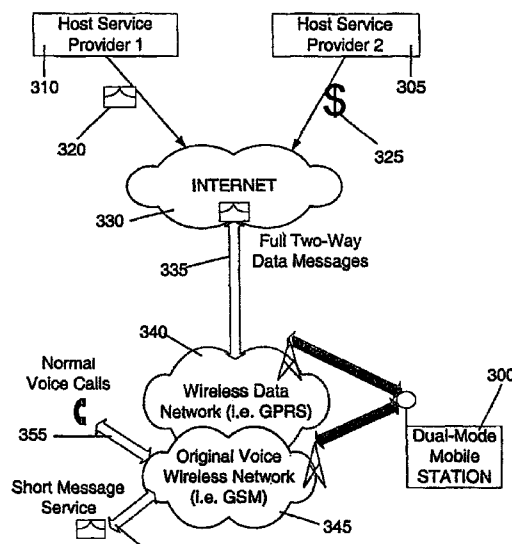 Host Service
Provider 1
Host Service
Provider 2
310
305
320
$
325
INTERNET
330
335
Full Two-Way
Data Messages
340
Normal
Voice Calls
300
Wireless Data
Network (i.e. GPRS)
Dual-Mode
Mobile
STATION
355
Original Voice
Wireless Network
(i.e. GSM)
Short Message
Service
345